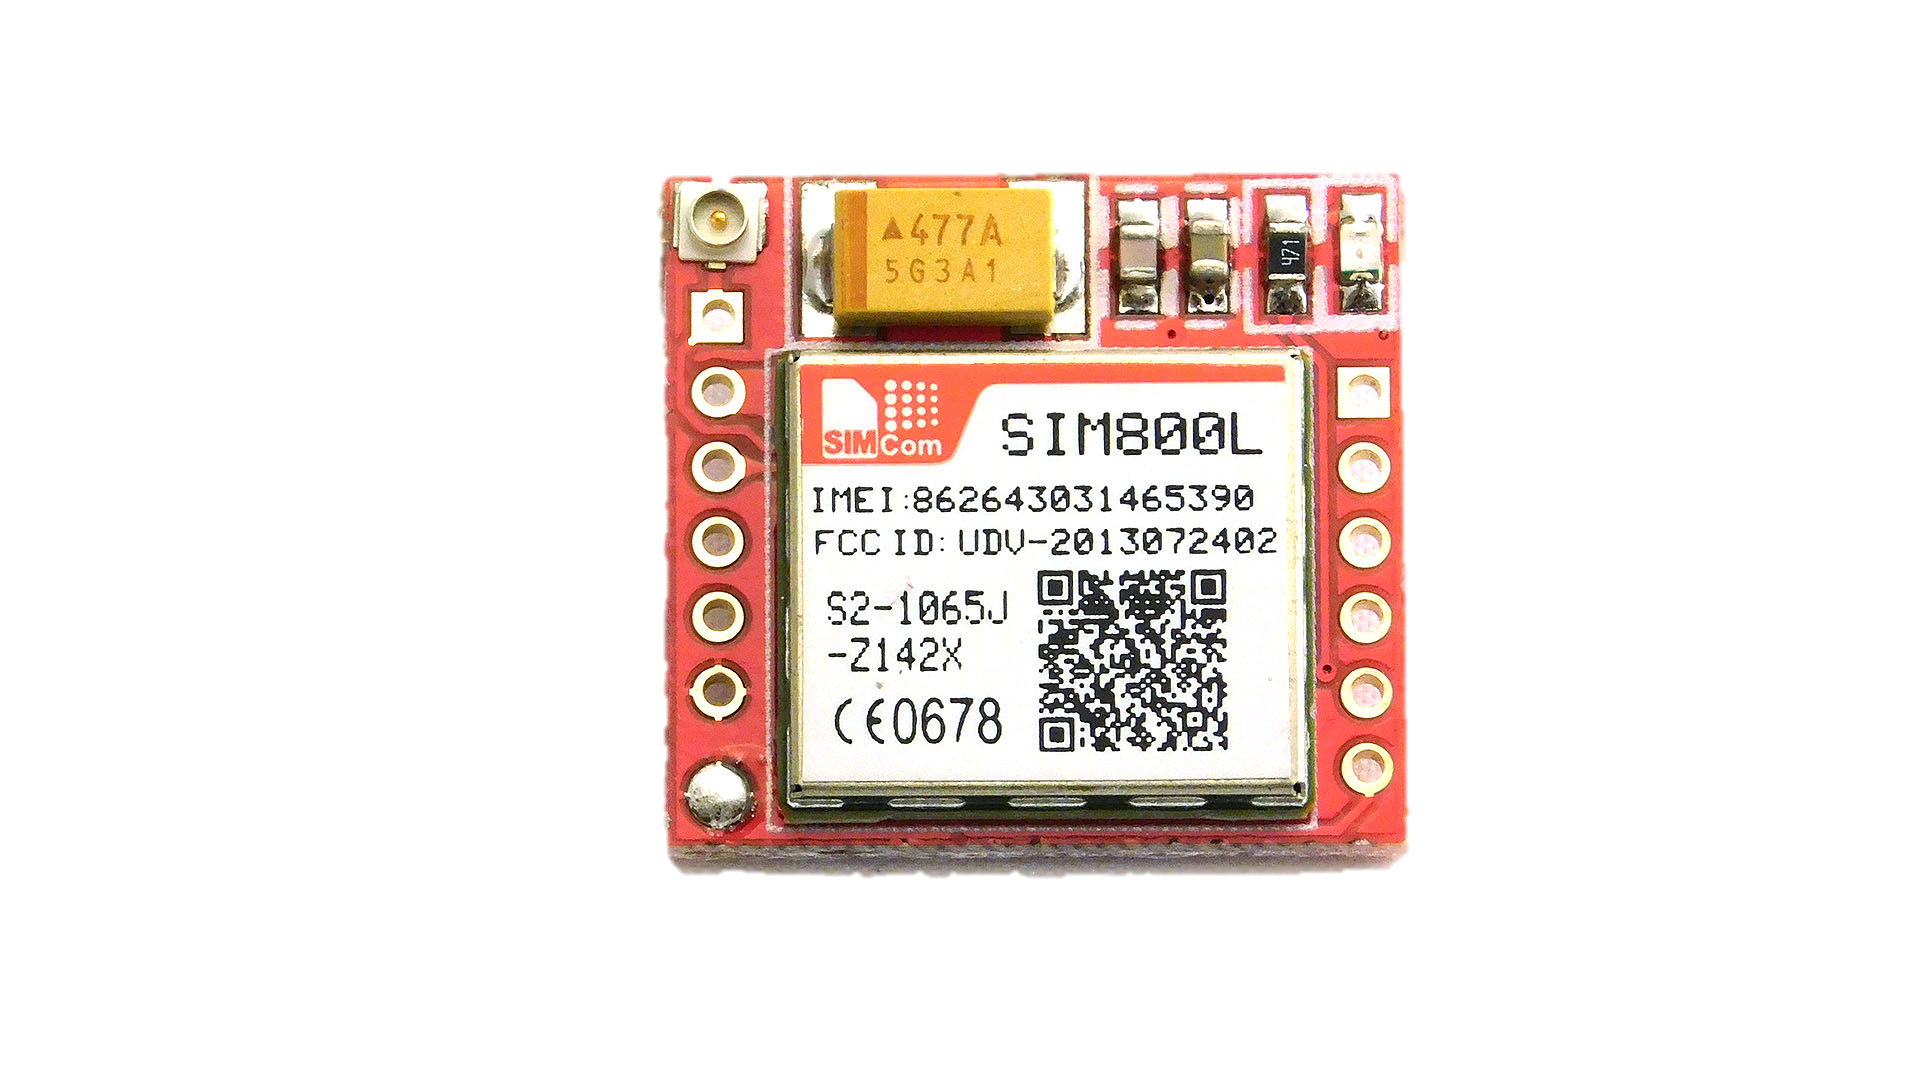 ▲477A
5G3A1
471
SIMCom
SIM800L
IMEI:862643031465390
FCC ID: UDV-2013072402
S2-1065J
-Z142X
CE0678